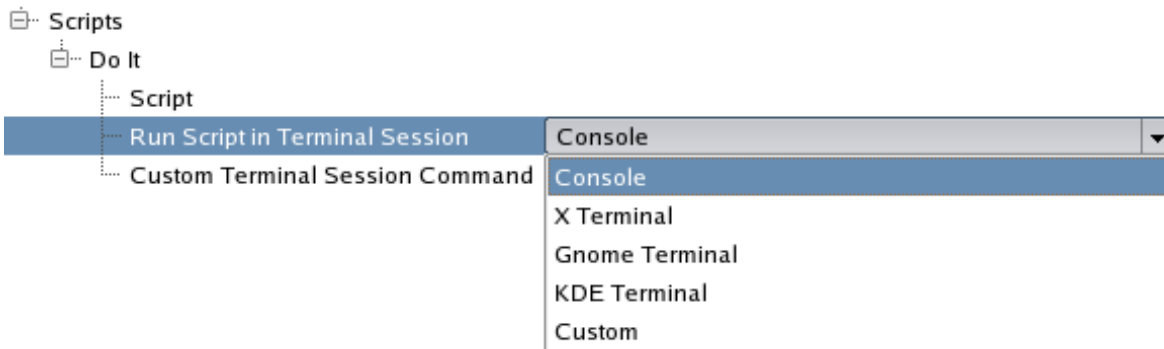 Scripts
Do It
Script
Run Script in Terminal Session Console
Custom Terminal Session Command Console
X Terminal
Gnome Terminal
KDE Terminal
Custom